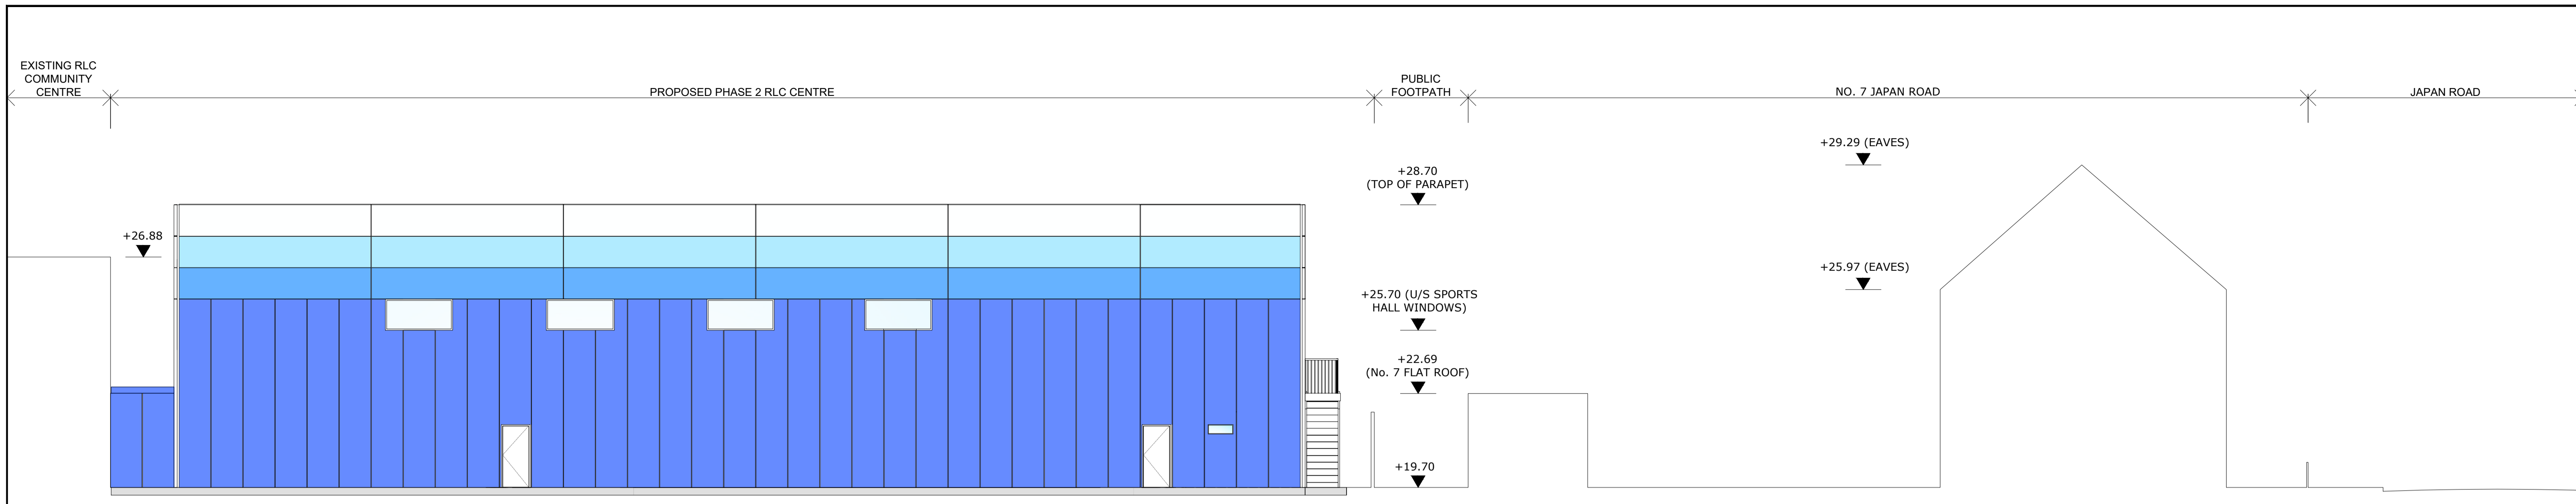 EXISTING RLC
COMMUNITY
CENTRE
PROPOSED PHASE 2 RLC CENTRE
PUBLIC
FOOTPATH
NO. 7 JAPAN ROAD
JAPAN ROAD
+29.29 (EAVES)
+28.70
(TOP OF PARAPET)
+26.88
+25.97 (EAVES)
+25.70 (U/S SPORTS
HALL WINDOWS)
+22.69
(No. 7 FLAT ROOF)
+19.70